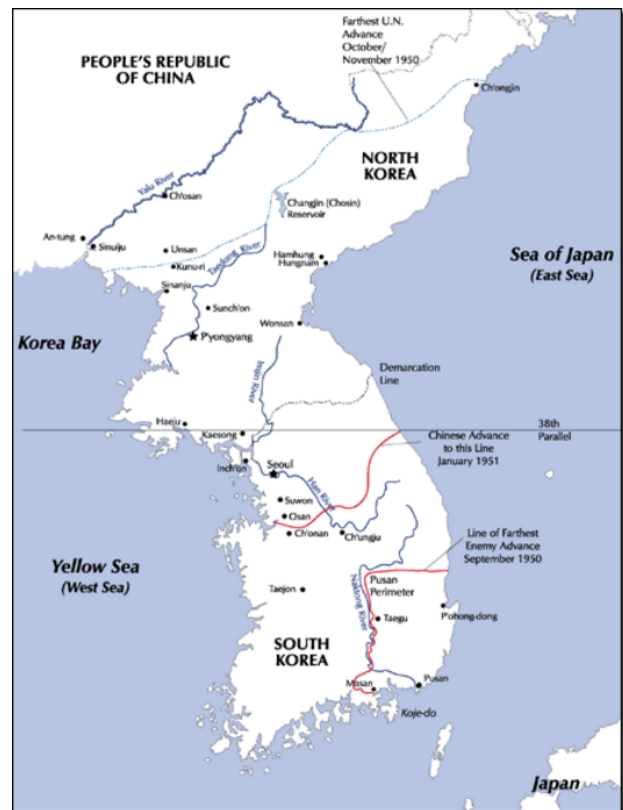 Farthest U.N.
Advance
October/
November 1950
PEOPLE'S REPUBLIC
OF CHINA
Ch'ongjin
NORTH
KOREA
Yalu River
Ch'osan
Changjin (Chosin)
Reservoir
An-tung
Sinuiju
Unsan
Kunu-ri
Taedong River
Hamhung
Hungnam
Sea of Japan
(East Sea)
Sinanju
Sunch'on
Korea Bay
P'yongyang
Wonsan
Imjin River
Demarcation
Line
Haeju
Kaesong
38th
Parallel
Chinese Advance
to this Line
January 1951
Inch'on
Seoul
Han River
Suwon
Osan
Ch'onan
Ch'ungju
Line of Farthest
Enemy Advance
September 1950
Yellow Sea
(West Sea)
Pusan
Perimeter
Taejon
Naktong River
Taegu
P'ohong-dong
SOUTH
KOREA
Masan
Pusan
Koje-do
Japan